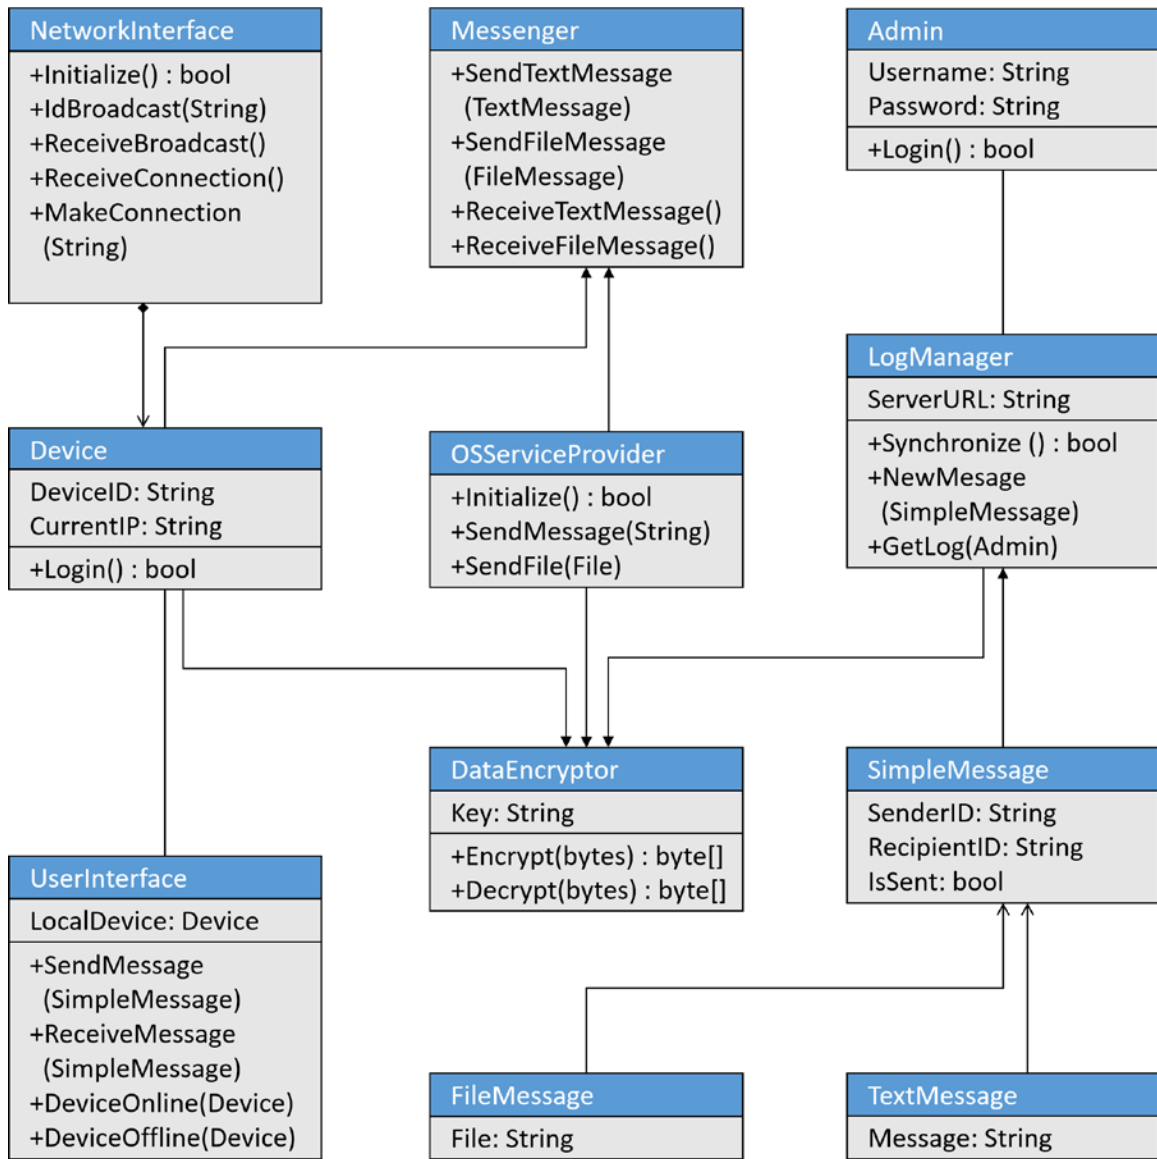 NetworkInterface
+Initialize() : bool
+IdBroadcast(String)
+ReceiveBroadcast()
+ReceiveConnection()
+MakeConnection
(String)
Messenger
+SendTextMessage
(TextMessage)
+SendFileMessage
(FileMessage)
+ReceiveTextMessage()
+ReceiveFileMessage()
Admin
Username: String
Password: String
+Login() : bool
Device
DeviceID: String
CurrentIP: String
+Login() : bool
OSServiceProvider
+Initialize() : bool
+SendMessage(String)
+SendFile(File)
LogManager
ServerURL: String
+Synchronize () : bool
+NewMesage
(SimpleMessage)
+GetLog(Admin)
UserInterface
LocalDevice: Device
+SendMessage
(SimpleMessage)
+ReceiveMessage
(SimpleMessage)
+DeviceOnline(Device)
+DeviceOffline(Device)
DataEncryptor
Key: String
+Encrypt(bytes) : byte[]
+Decrypt(bytes) : byte[]
SimpleMessage
SenderID: String
RecipientID: String
IsSent: bool
FileMessage
File: String
TextMessage
Message: String